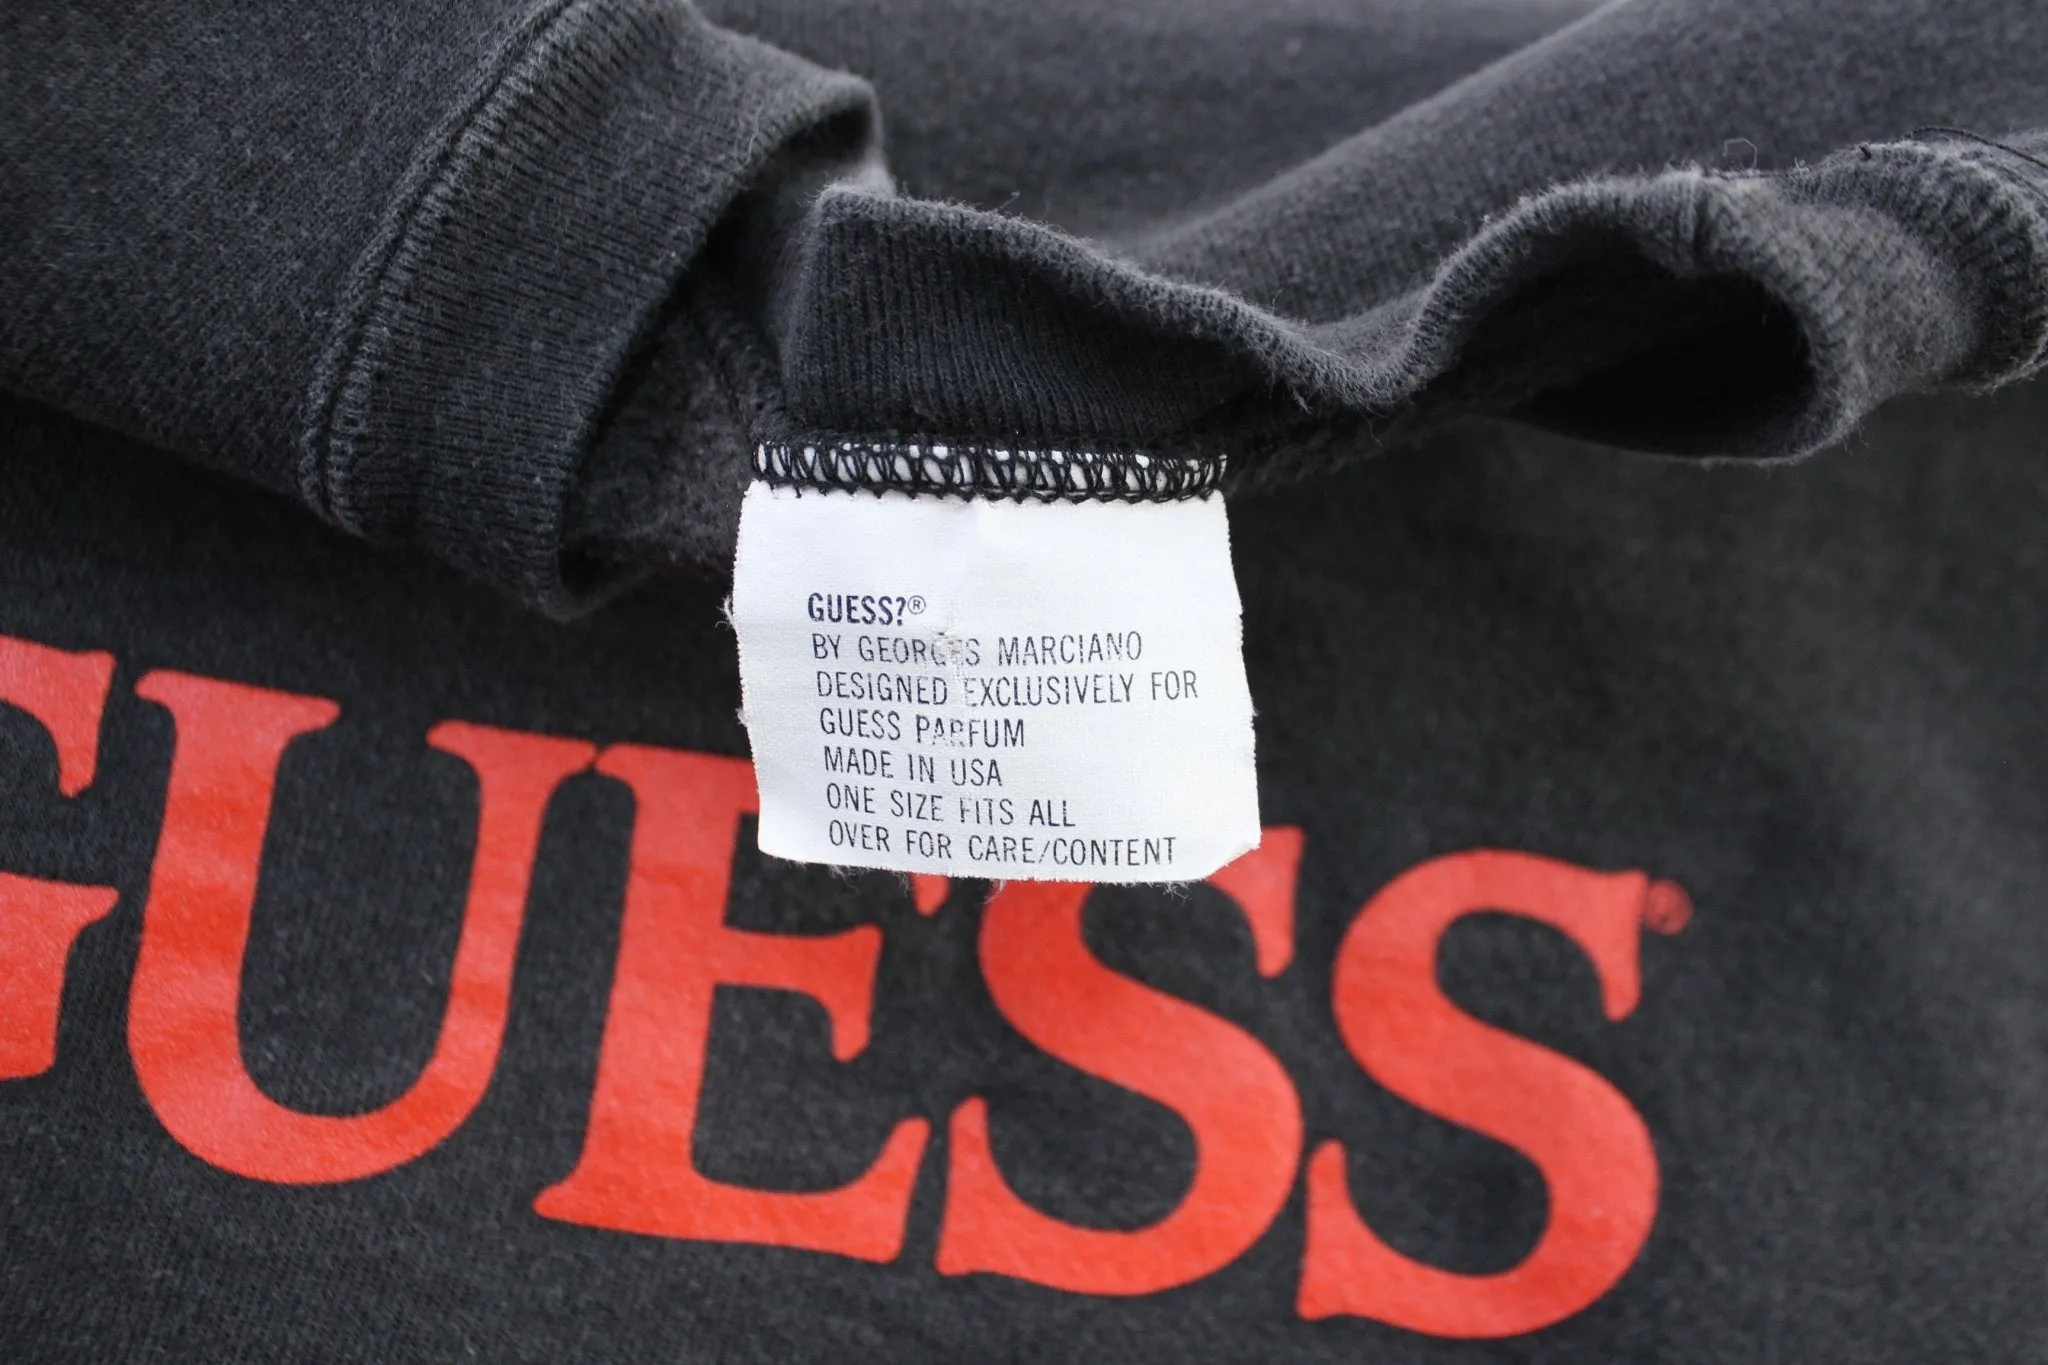 GUESS?®
BY GEORGES MARCIANO
DESIGNED EXCLUSIVELY FOR
GUESS PARFUM
MADE IN USA
ONE SIZE FITS ALL
OVER FOR CARE/CONTENT
GUESS®